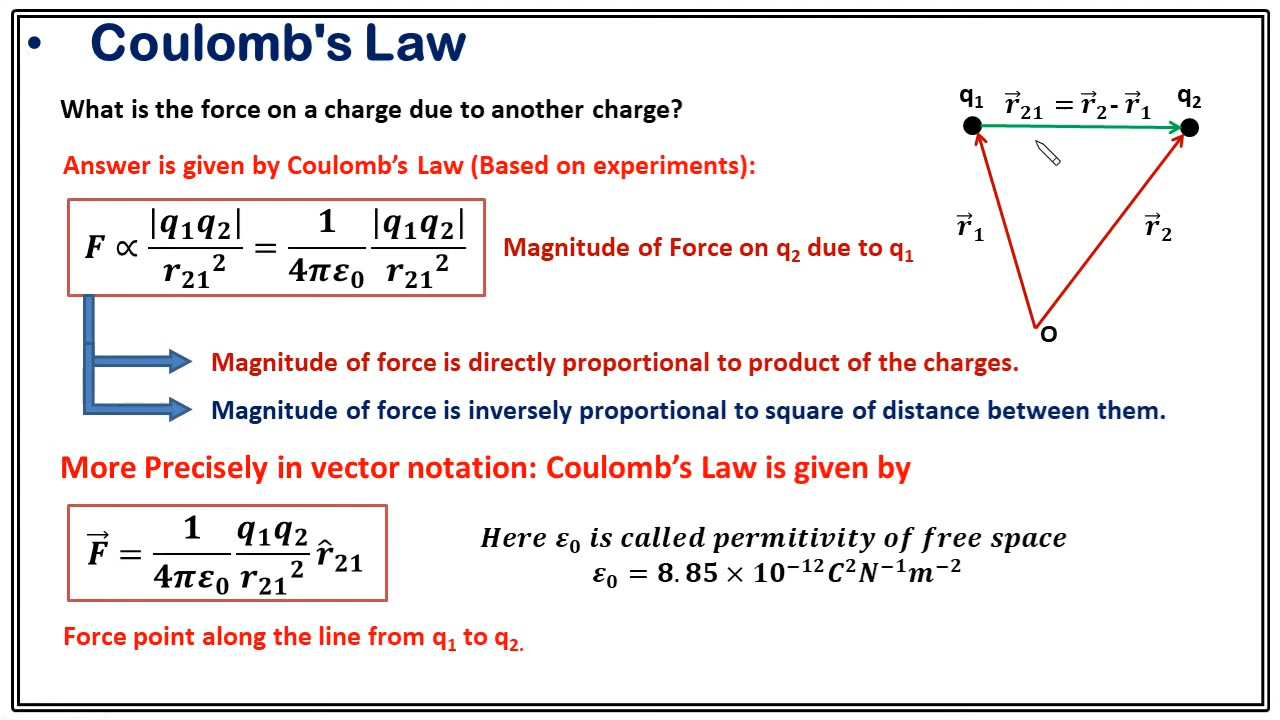 • Coulomb's Law
What is the force on a charge due to another charge?
Answer is given by Coulomb's Law (Based on experiments):
F ∝ |q₁q₂| / r₂₁² = 1 / 4πε₀ |q₁q₂| / r₂₁²
Magnitude of Force on q₂ due to q₁
q₁ r⃗₂₁ = r⃗₂- r⃗₁ q₂
r⃗₁ r⃗₂
O
Magnitude of force is directly proportional to product of the charges.
Magnitude of force is inversely proportional to square of distance between them.
More Precisely in vector notation: Coulomb's Law is given by
F⃗ = 1 / 4πε₀ q₁q₂ / r₂₁² r̂₂₁
Here ε₀ is called permitivity of free space
ε₀ = 8.85 × 10⁻¹²C²N⁻¹m⁻²
Force point along the line from q₁ to q₂.